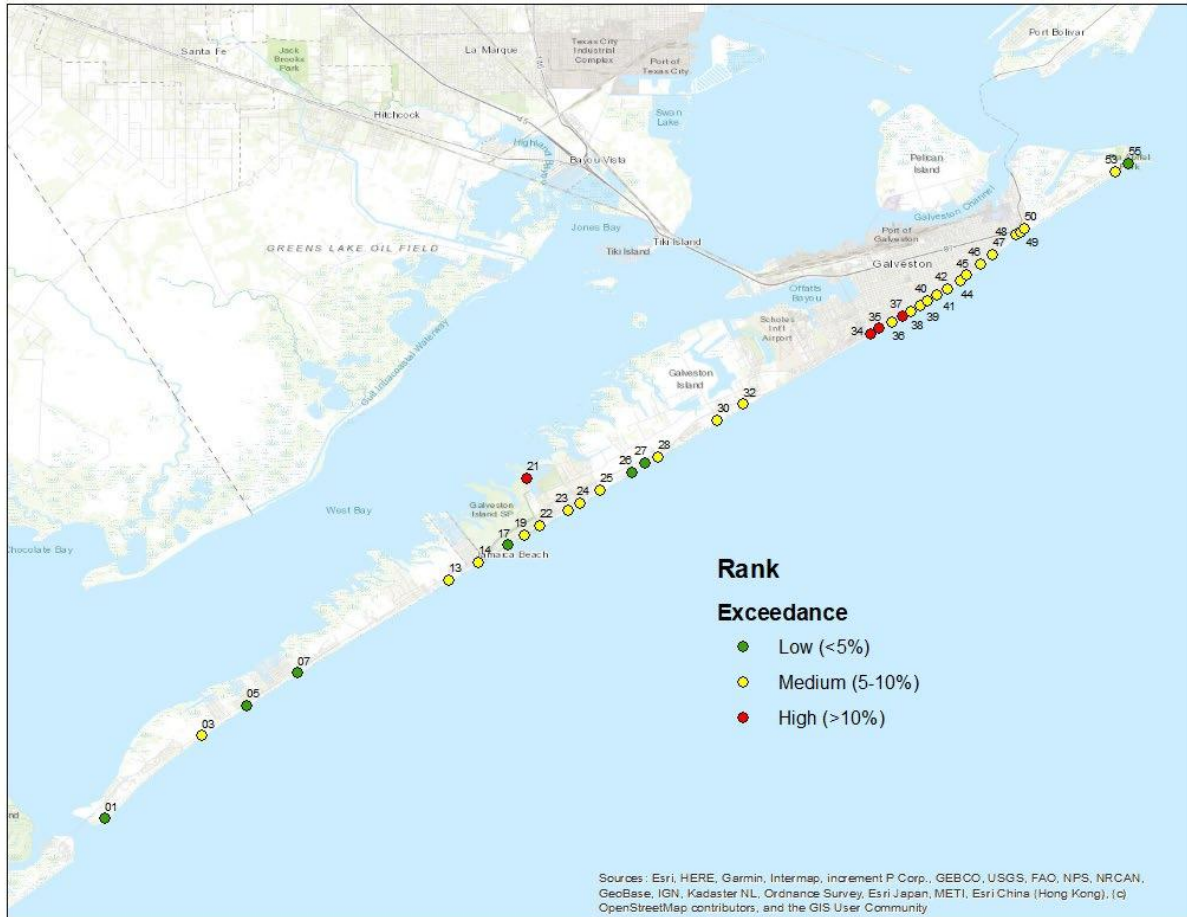 Port Bolivar
Santa Fe
La Marque
Jack
Brooks
Park
Texas City
Industrial
Complex
Port of
Texas City
Hitchcock
Swan
Lake
Highland Bayou
Bayou Vista
Pelican
Island
55
53
Galveston Channel
Jones Bay
GREENS LAKE OIL FIELD
Tiki Island
Tiki Island
Port of
Galveston
Galveston
50
48
49
47
46
45
44
42
41
40
39
38
37
36
35
34
Offatts
Bayou
Scholes
Int'l
Airport
Gulf Intracoastal Waterway
Galveston
Island
32
30
28
27
26
25
24
23
22
21
Galveston
Island SP
19
17
Jamaica Beach
14
13
West Bay
Chocolate Bay
07
05
03
01
Rank
Exceedance
Low (<5%)
Medium (5-10%)
High (>10%)
Sources: Esri, HERE, Garmin, Intermap, increment P Corp., GEBCO, USGS, FAO, NPS, NRCAN,
GeoBase, IGN, Kadaster NL, Ordnance Survey, Esri Japan, METI, Esri China (Hong Kong), (c)
OpenStreetMap contributors, and the GIS User Community